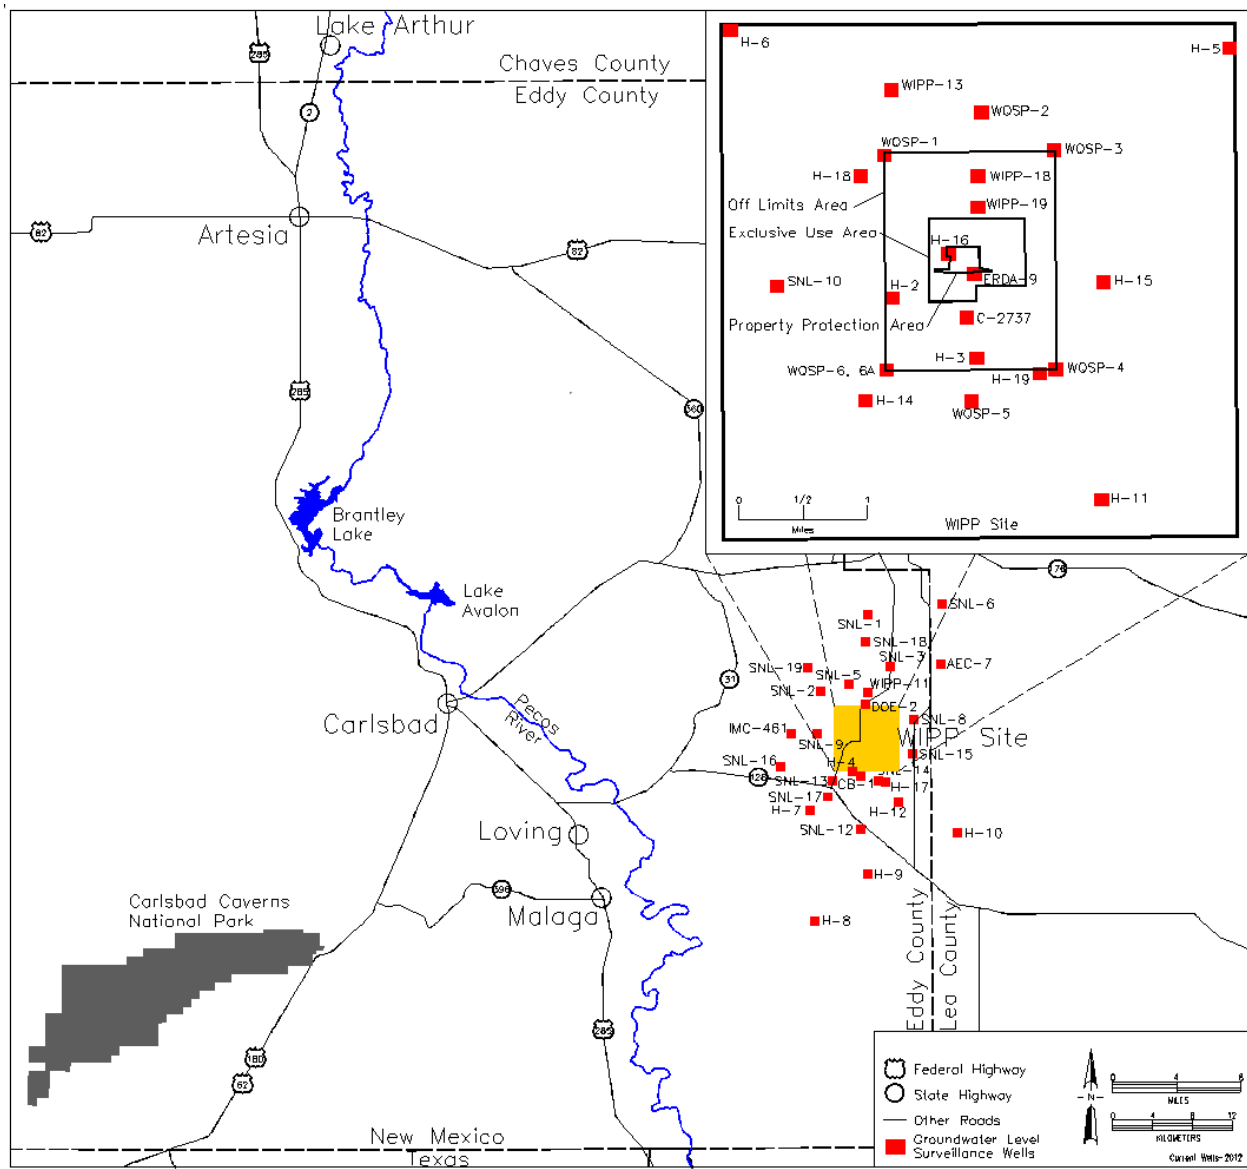 Lake Arthur
285
Chaves County
Eddy County
2
82
Artesia
82
285
360
Brantley
Lake
Lake
Avalon
Carlsbad
Pecos
River
31
Loving
Malaga
396
128
176
Carlsbad Caverns
National Park
180
62
285
New Mexico
Texas
Eddy County
Lea County
H-6
H-5
WIPP-13
WQSP-2
WQSP-1
WQSP-3
H-18
WIPP-18
Off Limits Area
WIPP-19
Exclusive Use Area
H-16
SNL-10
H-2
ERDA-9
H-15
Property Protection Area
C-2737
H-3
WQSP-6, 6A
H-19
WQSP-4
H-14
WQSP-5
H-11
0
1/2
1
Miles
WIPP Site
SNL-6
SNL-1
SNL-18
SNL-3
AEC-7
SNL-19
SNL-5
SNL-2
WIPP-11
DOE-2
SNL-8
IMC-461
SNL-9
WIPP Site
SNL-15
SNL-16
H-4
SNL-14
SNL-13
CB-1
H-17
SNL-17
H-7
H-12
SNL-12
H-10
H-9
H-8
Federal Highway
State Highway
Other Roads
Groundwater Level
Surveillance Wells
N
0
4
8
MILES
0
4
8
12
KILOMETERS
Current Wells-2012